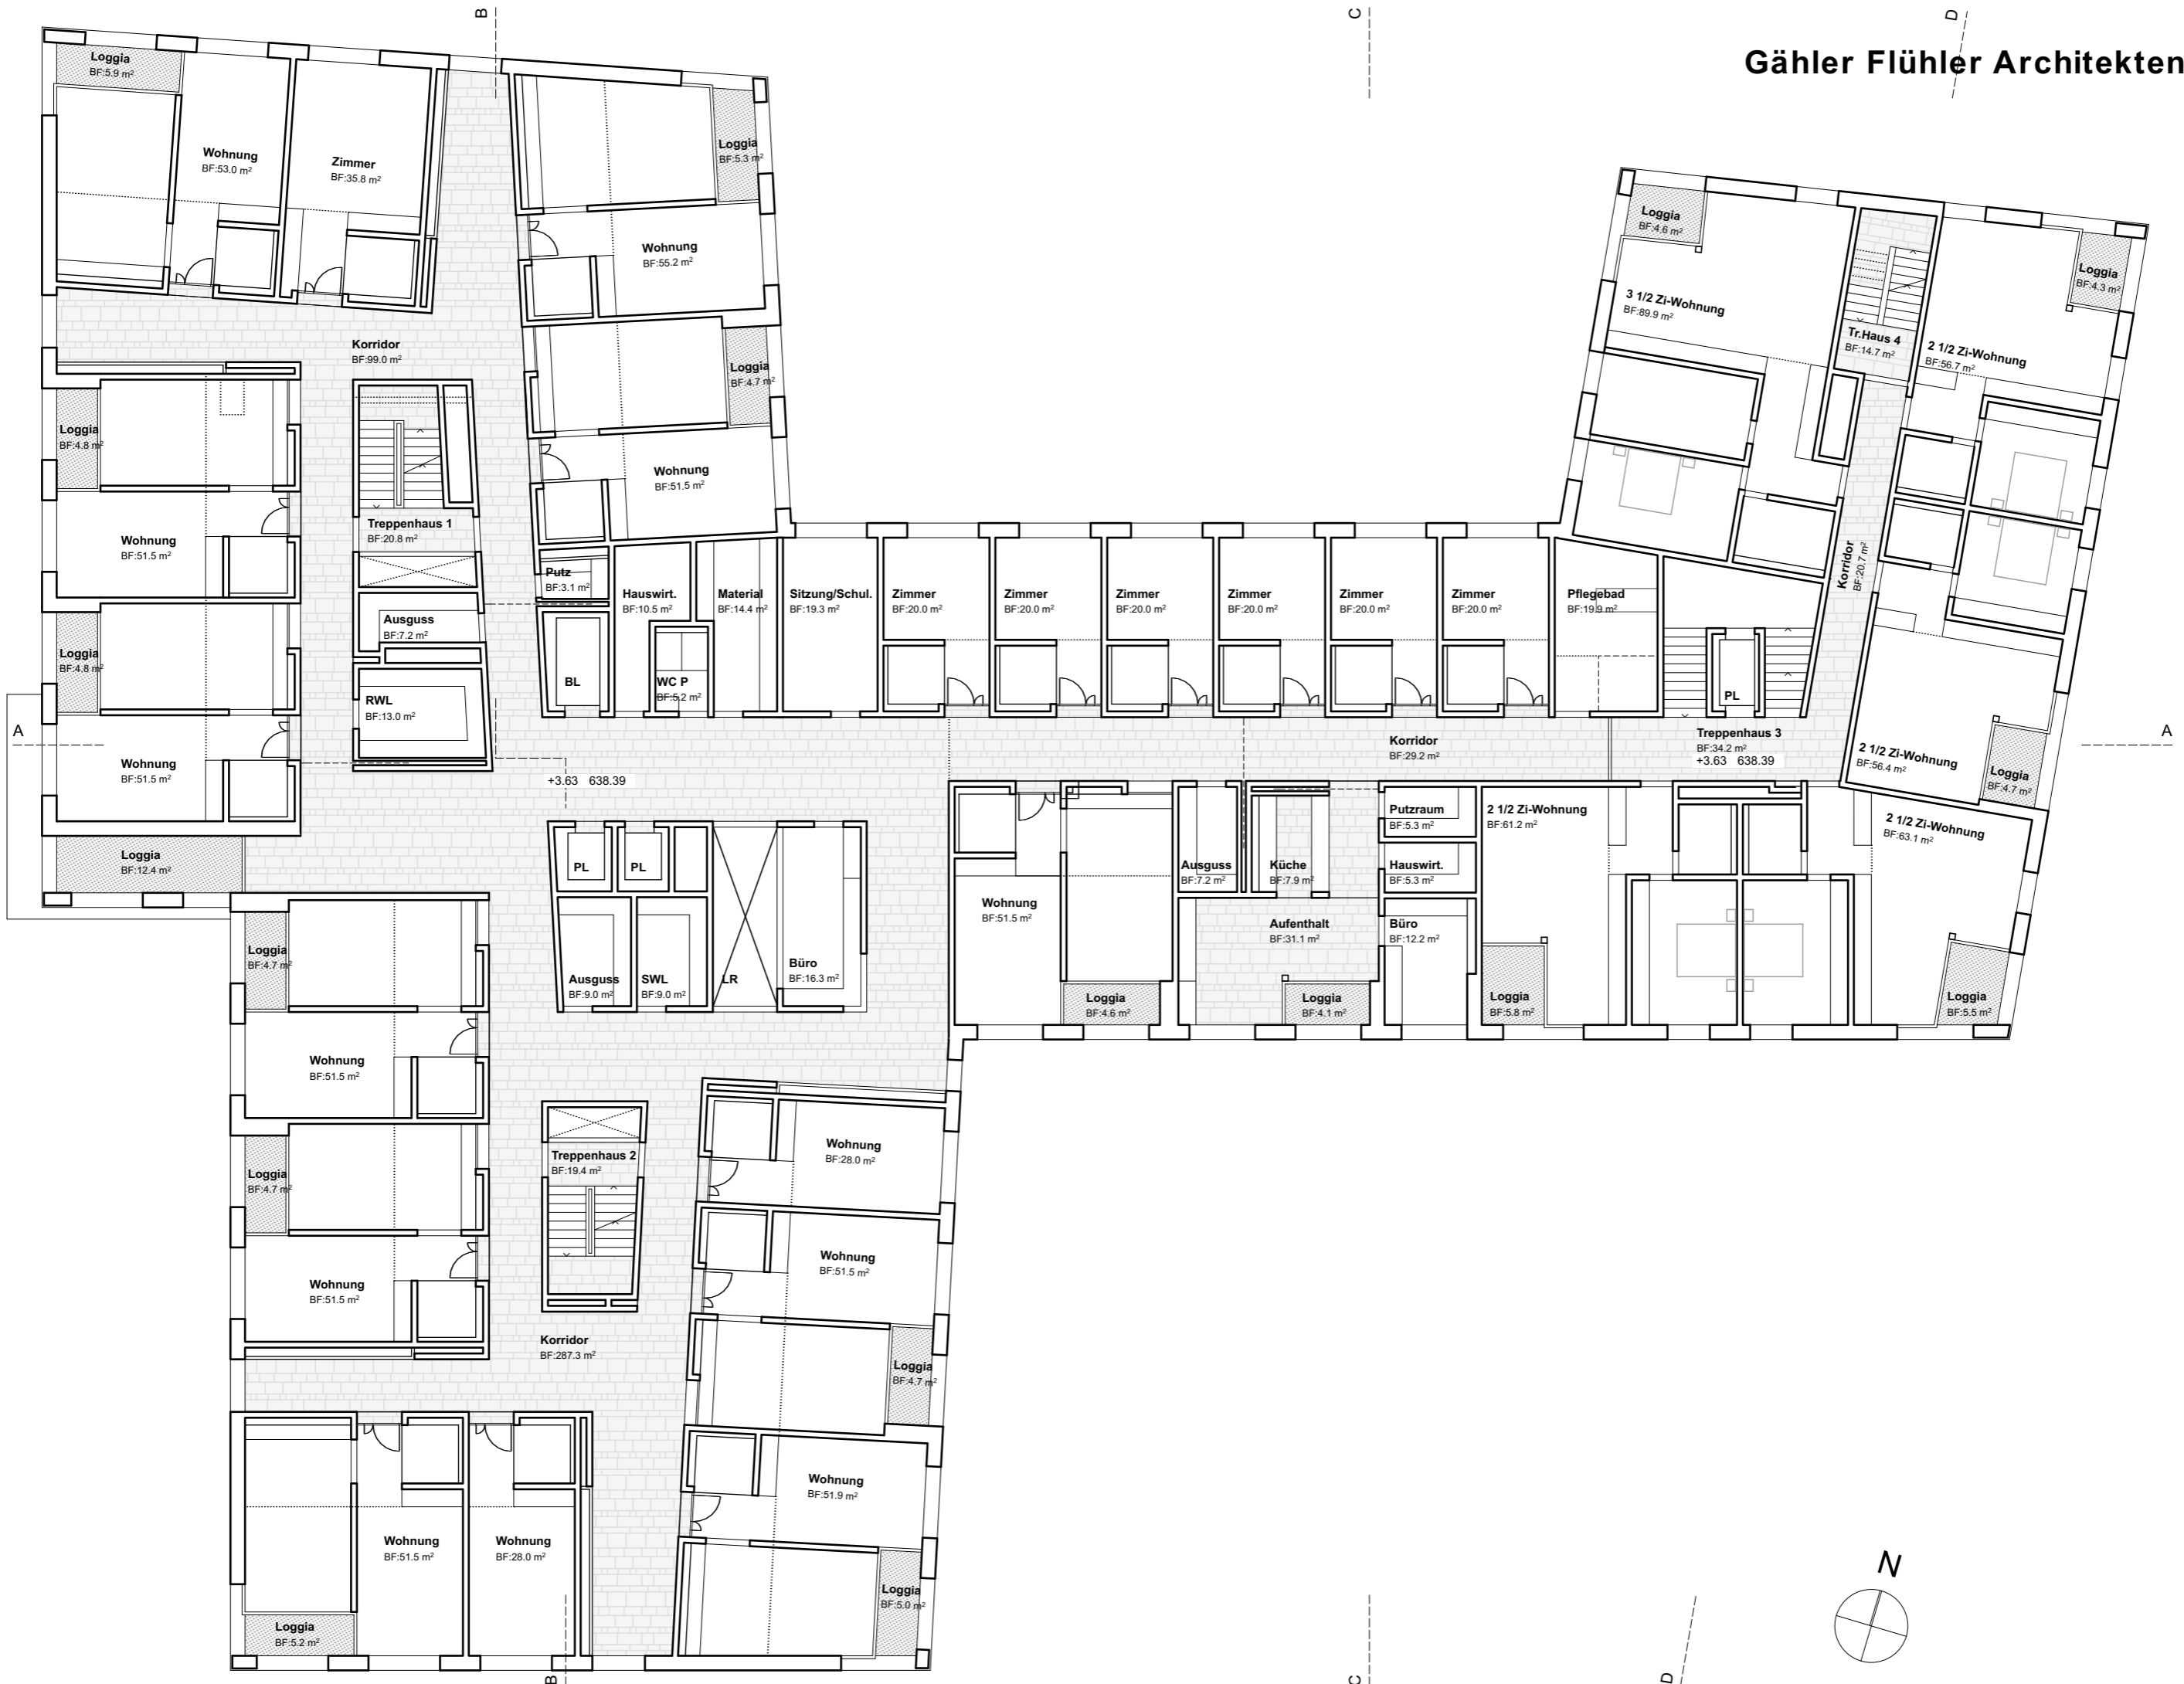 B
C
D
Gähler Flühler Architekten
Loggia
BF:5.9 m²
Wohnung
BF:53.0 m²
Zimmer
BF:35.8 m²
Loggia
BF:5.3 m²
Wohnung
BF:55.2 m²
Loggia
BF:4.6 m²
Loggia
BF:4.3 m²
3 1/2 Zi-Wohnung
BF:89.9 m²
Tr.Haus 4
BF:14.7 m²
2 1/2 Zi-Wohnung
BF:56.7 m²
Korridor
BF:99.0 m²
Loggia
BF:4.7 m²
Loggia
BF:4.8 m²
Wohnung
BF:51.5 m²
Treppenhaus 1
BF:20.8 m²
Wohnung
BF:51.5 m²
Putz
BF:3.1 m²
Hauswirt.
BF:10.5 m²
Material
BF:14.4 m²
Sitzung/Schul.
BF:19.3 m²
Zimmer
BF:20.0 m²
Zimmer
BF:20.0 m²
Zimmer
BF:20.0 m²
Zimmer
BF:20.0 m²
Zimmer
BF:20.0 m²
Zimmer
BF:20.0 m²
Pflegebad
BF:19.9 m²
Korridor
BF:20.7 m²
Ausguss
BF:7.2 m²
Loggia
BF:4.8 m²
RWL
BF:13.0 m²
BL
WC P
BF:5.2 m²
PL
A
Wohnung
BF:51.5 m²
Korridor
BF:29.2 m²
Treppenhaus 3
BF:34.2 m²
+3.63 638.39
2 1/2 Zi-Wohnung
BF:56.4 m²
Loggia
BF:4.7 m²
A
+3.63 638.39
Loggia
BF:12.4 m²
PL
PL
Ausguss
BF:7.2 m²
Küche
BF:7.9 m²
Putzraum
BF:5.3 m²
Hauswirt.
BF:5.3 m²
2 1/2 Zi-Wohnung
BF:61.2 m²
2 1/2 Zi-Wohnung
BF:63.1 m²
Wohnung
BF:51.5 m²
Aufenthalt
BF:31.1 m²
Büro
BF:12.2 m²
Loggia
BF:4.7 m²
Ausguss
BF:9.0 m²
SWL
BF:9.0 m²
LR
Büro
BF:16.3 m²
Loggia
BF:4.6 m²
Loggia
BF:4.1 m²
Loggia
BF:5.8 m²
Loggia
BF:5.5 m²
Wohnung
BF:51.5 m²
Loggia
BF:4.7 m²
Treppenhaus 2
BF:19.4 m²
Wohnung
BF:28.0 m²
Wohnung
BF:51.5 m²
Wohnung
BF:51.5 m²
Korridor
BF:287.3 m²
Loggia
BF:4.7 m²
Wohnung
BF:51.9 m²
Wohnung
BF:51.5 m²
Wohnung
BF:28.0 m²
Loggia
BF:5.0 m²
Loggia
BF:5.2 m²
N
B
C
D